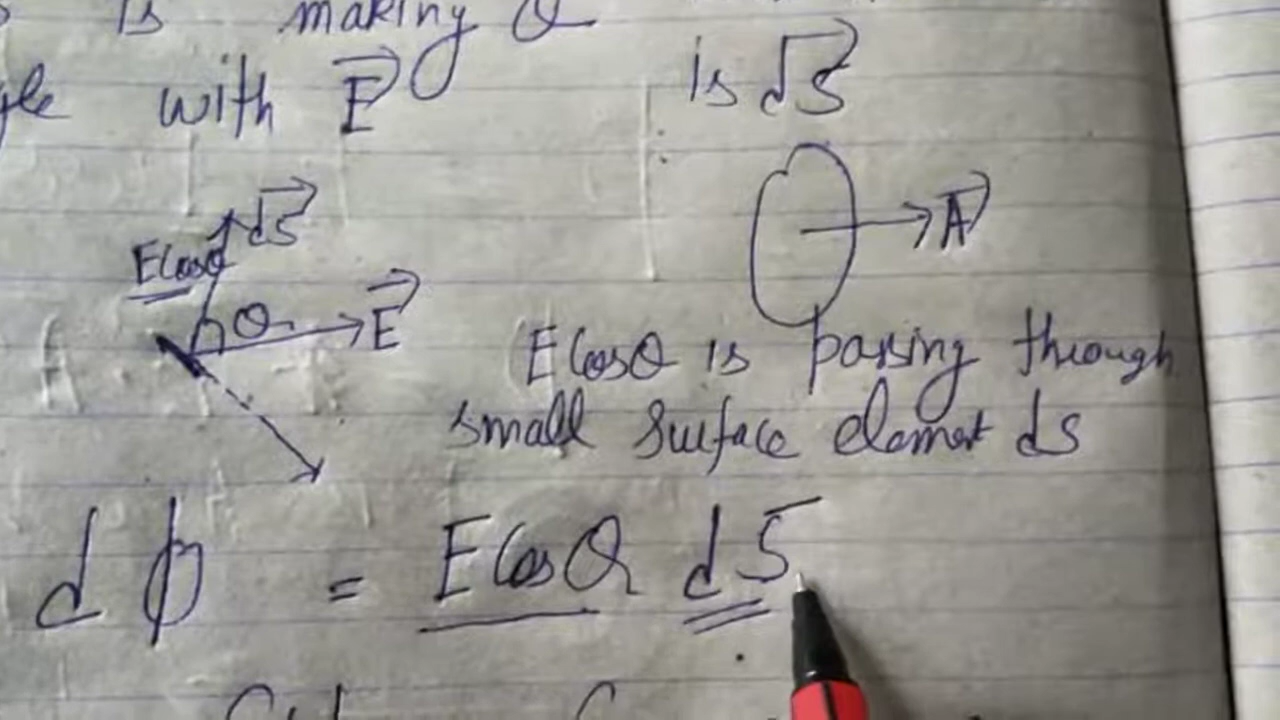 is making θ
with E⃗
is dS⃗
dS⃗
Ecosθ
θ
E⃗
A⃗
Ecosθ is passing through
small surface element ds
dϕ = Ecosθ dS